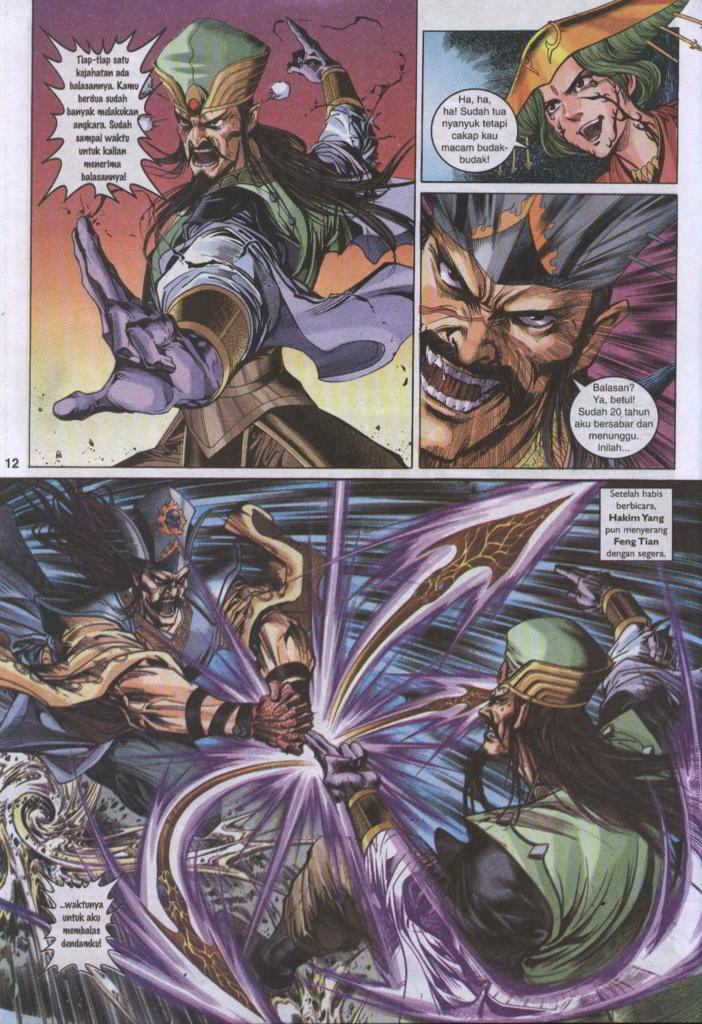 Tiap-tiap satu
kejahatan ada
balasannya. Kamu
berdua sudah
banyak melakukan
angkara. Sudah
sampai waktu
untuk kalian
menerima
balasannya!
Ha, ha,
ha! Sudah tua
nyanyuk tetapi
cakap kau
macam budak-
budak!
Balasan?
Ya, betul!
Sudah 20 tahun
aku bersabar dan
menunggu.
Inilah...
12
Setelah habis
berbicara,
Hakim Yang
pun menyerang
Feng Tian
dengan segera.
...waktunya
untuk aku
membalas
dendamku!